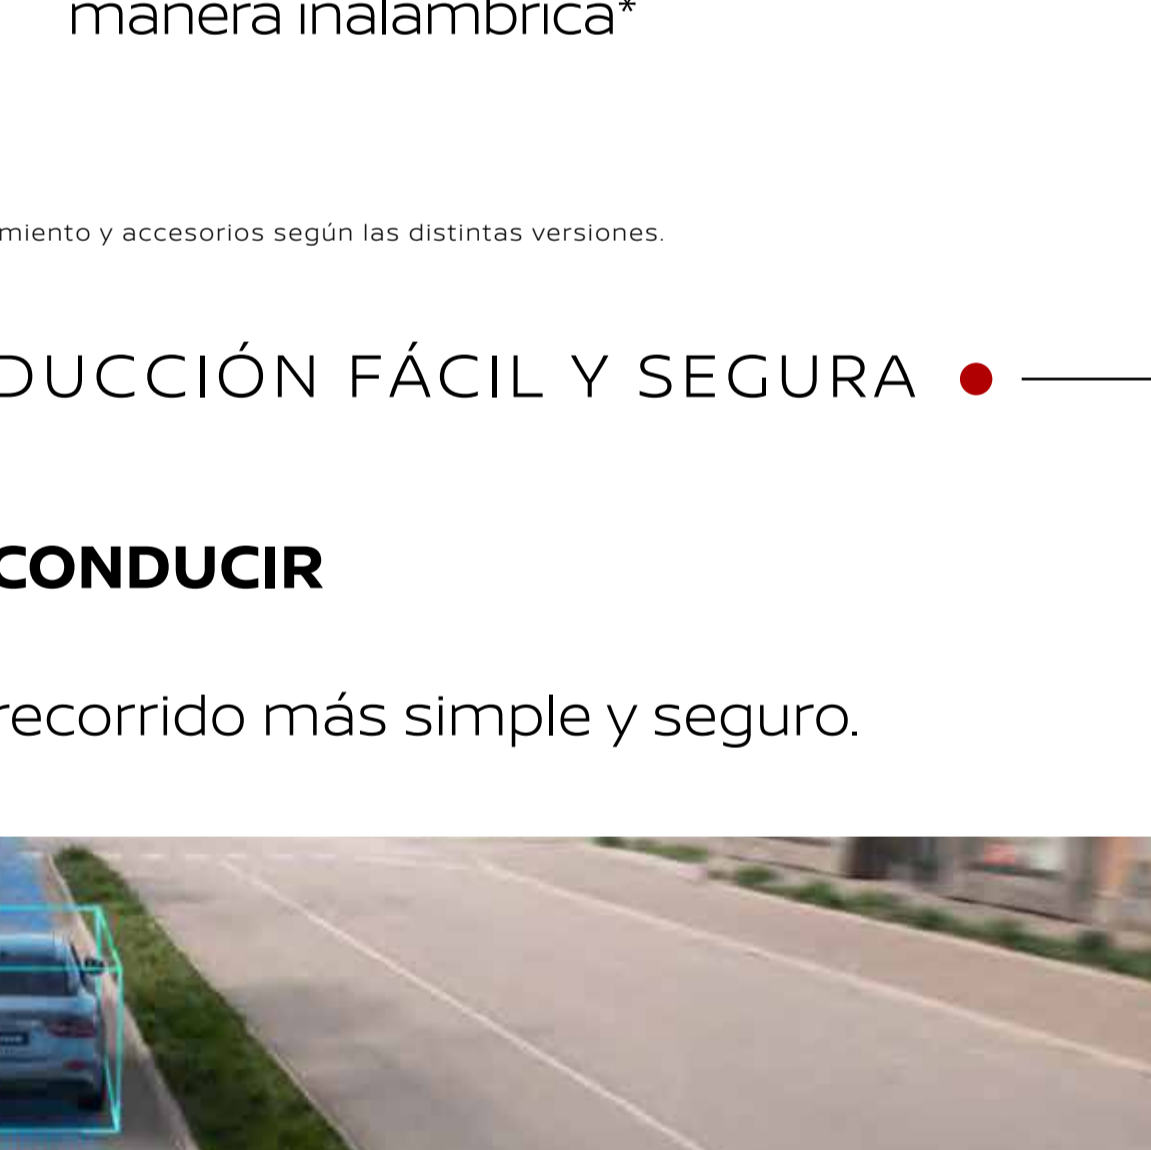 manera inalámbrica*
miento y accesorios según las distintas versiones.
DUCCIÓN FÁCIL Y SEGURA
CONDUCIR
recorrido más simple y seguro.